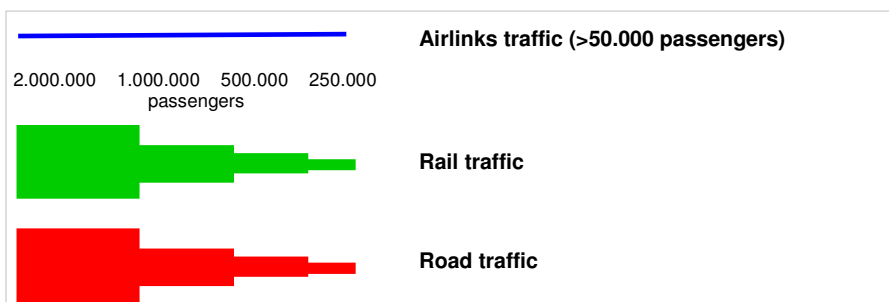 Airlinks traffic (>50.000 passengers)
2.000.000 1.000.000 500.000 250.000
passengers
Rail traffic
Road traffic